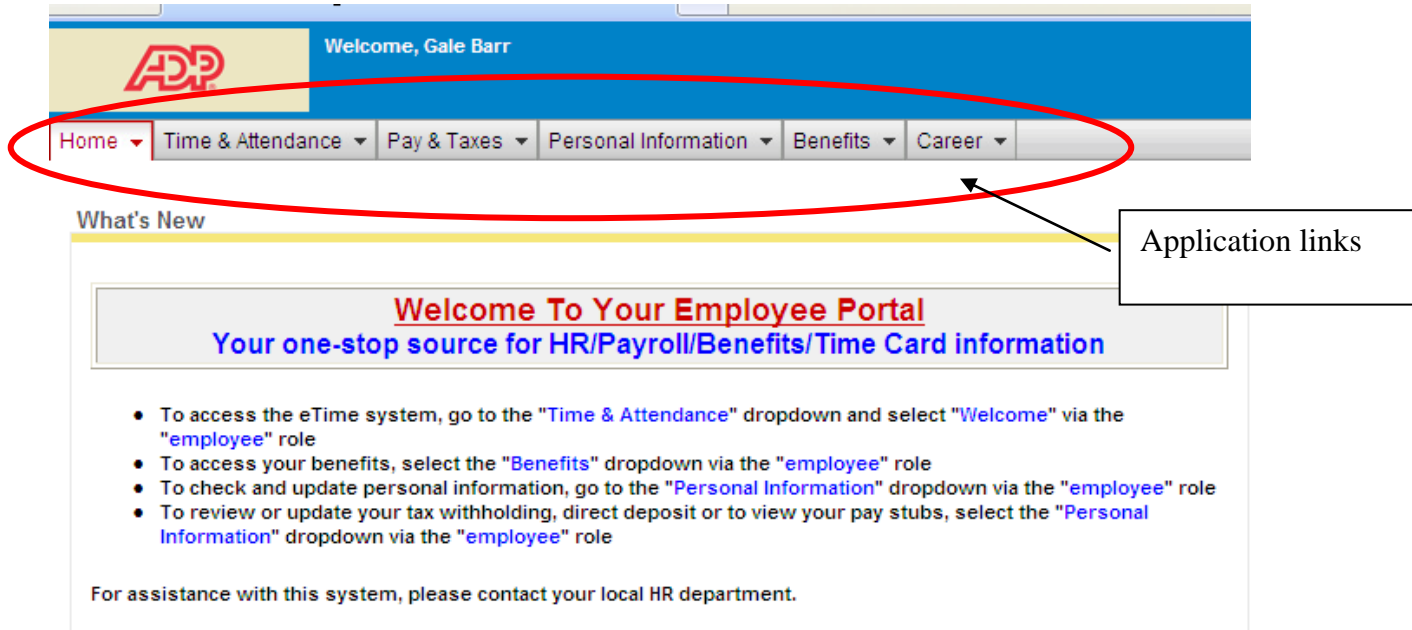 Welcome, Gale Barr
ADP
Home Time & Attendance Pay & Taxes Personal Information Benefits Career
What's New
Application links
Welcome To Your Employee Portal
Your one-stop source for HR/Payroll/Benefits/Time Card information
• To access the eTime system, go to the "Time & Attendance" dropdown and select "Welcome" via the
"employee" role
• To access your benefits, select the "Benefits" dropdown via the "employee" role
• To check and update personal information, go to the "Personal Information" dropdown via the "employee" role
• To review or update your tax withholding, direct deposit or to view your pay stubs, select the "Personal
Information" dropdown via the "employee" role
For assistance with this system, please contact your local HR department.